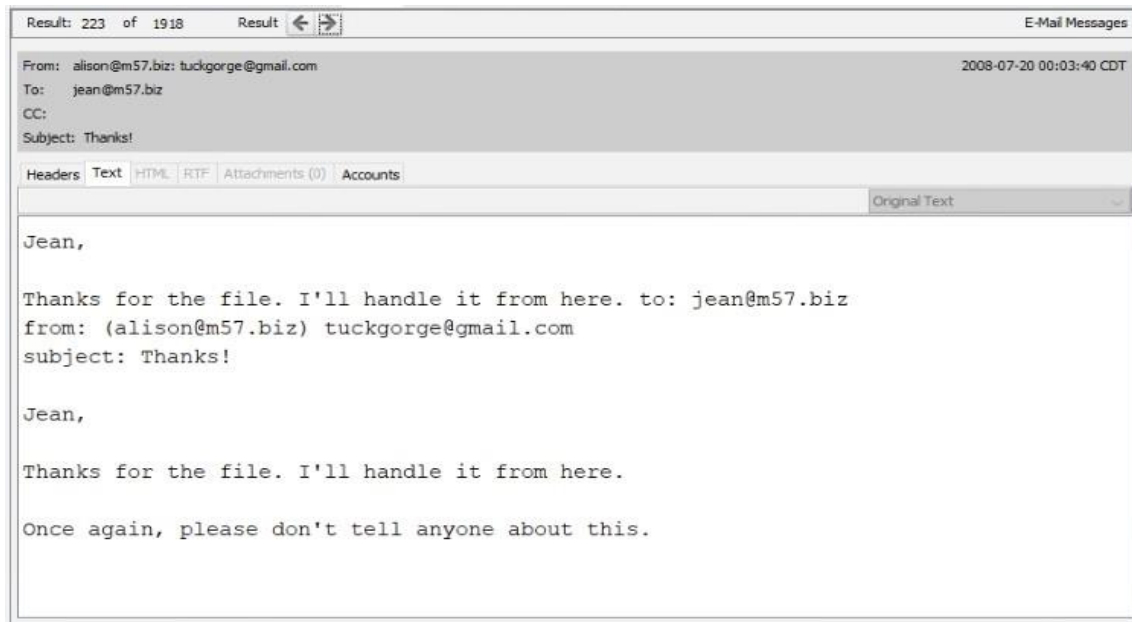 Result: 223 of 1918 Result E-Mail Messages
From: alison@m57.biz: tuckgorge@gmail.com 2008-07-20 00:03:40 CDT
To: jean@m57.biz
CC:
Subject: Thanks!
Headers Text HTML RTF Attachments (0) Accounts
Original Text
Jean,
Thanks for the file. I'll handle it from here. to: jean@m57.biz
from: (alison@m57.biz) tuckgorge@gmail.com
subject: Thanks!
Jean,
Thanks for the file. I'll handle it from here.
Once again, please don't tell anyone about this.